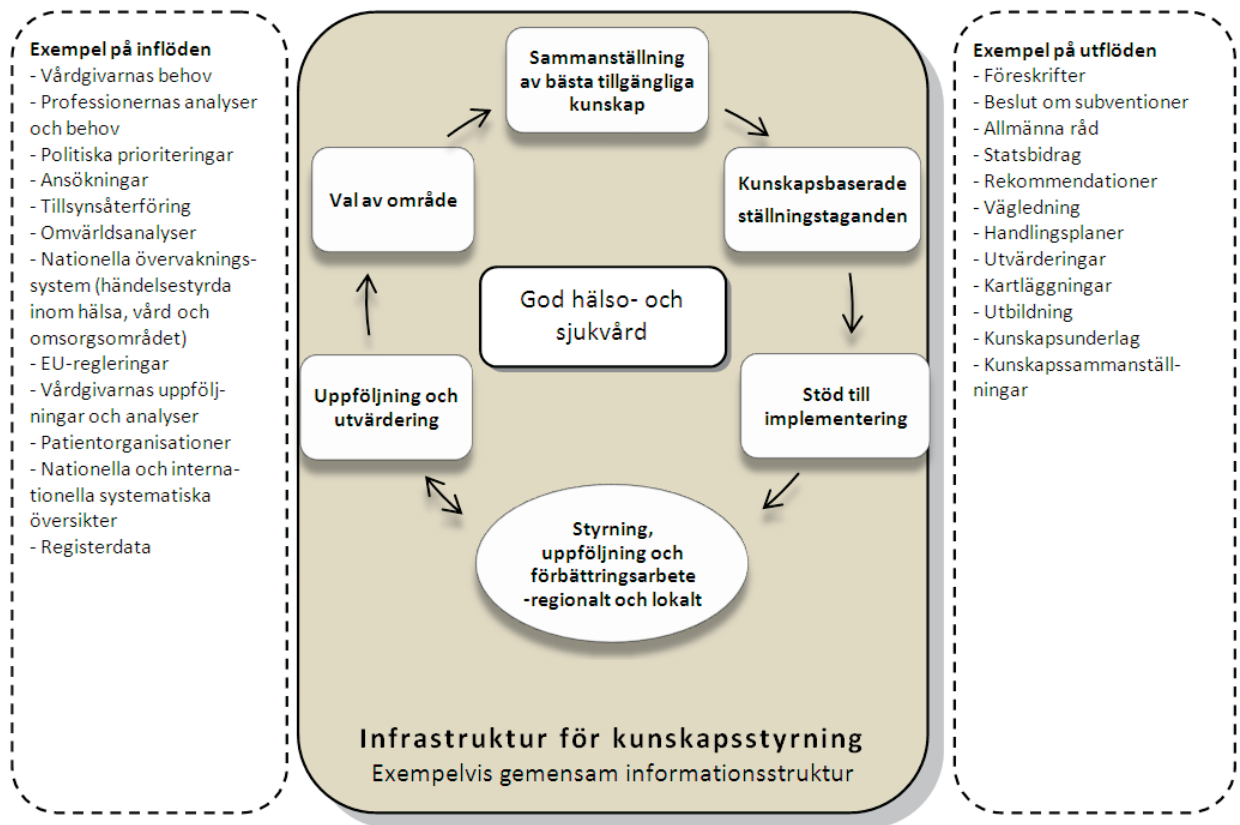 Exempel på inflöden
- Vårdgivarnas behov
- Professionernas analyser
och behov
- Politiska prioriteringar
- Ansökningar
- Tillsynsåterföring
- Omvärldsanalyser
- Nationella övervaknings-
system (händelsestyrda
inom hälsa, vård och
omsorgsområdet)
- EU-regleringar
- Vårdgivarnas uppfölj-
ningar och analyser
- Patientorganisationer
- Nationella och interna-
tionella systematiska
översikter
- Registerdata
Sammanställning
av bästa tillgängliga
kunskap
Val av område
Kunskapsbaserade
ställningstaganden
God hälso- och
sjukvård
Uppföljning och
utvärdering
Stöd till
implementering
Styrning,
uppföljning och
förbättringsarbete
-regionalt och lokalt
Infrastruktur för kunskapsstyrning
Exempelvis gemensam informationsstruktur
Exempel på utflöden
- Föreskrifter
- Beslut om subventioner
- Allmänna råd
- Statsbidrag
- Rekommendationer
- Vägledning
- Handlingsplaner
- Utvärderingar
- Kartläggningar
- Utbildning
- Kunskapsunderlag
- Kunskapssammanställ-
ningar